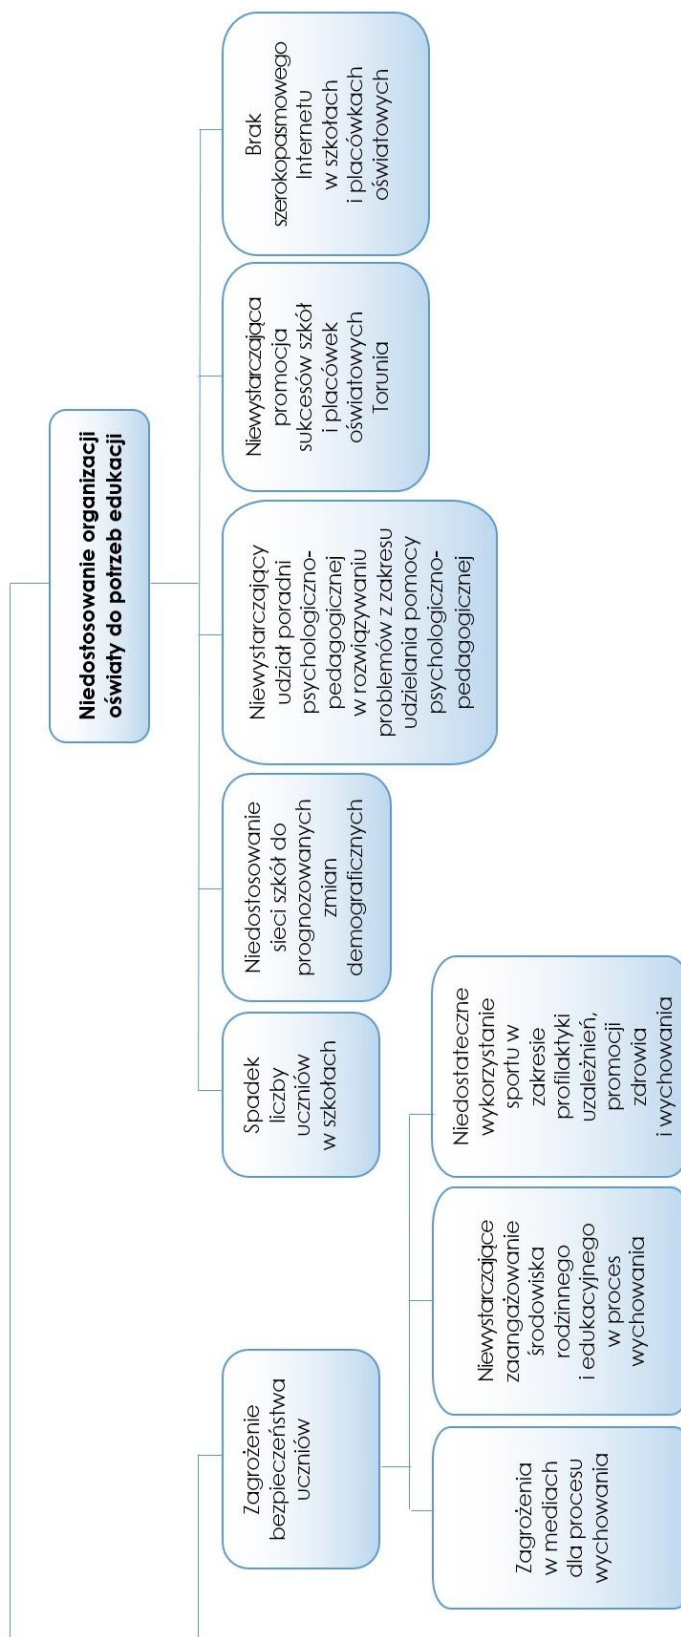 Niedostosowanie organizacji
oświaty do potrzeb edukacji
Zagrożenie
bezpieczeństwa
uczniów
Spadek
liczby
uczniów
w szkołach
Niedostosowanie
sieci szkół do
prognozowanych
zmian
demograficznych
Niewystarczający
udział poradni
psychologiczno-
pedagogicznej
w rozwiązywaniu
problemów z zakresu
udzielania pomocy
psychologiczno-
pedagogicznej
Niewystarczająca
promocja
sukcesów szkół
i placówek
oświatowych
Torunia
Brak
szerokopasmowego
Internetu
w szkołach
i placówkach
oświatowych
Zagrożenia
w mediach
dla procesu
wychowania
Niewystarczające
zaangażowanie
środowiska
rodzinnego
i edukacyjnego
w proces
wychowania
Niedostateczne
wykorzystanie
sportu w
zakresie
profilaktyki
uzależnień,
promocji
zdrowia
i wychowania